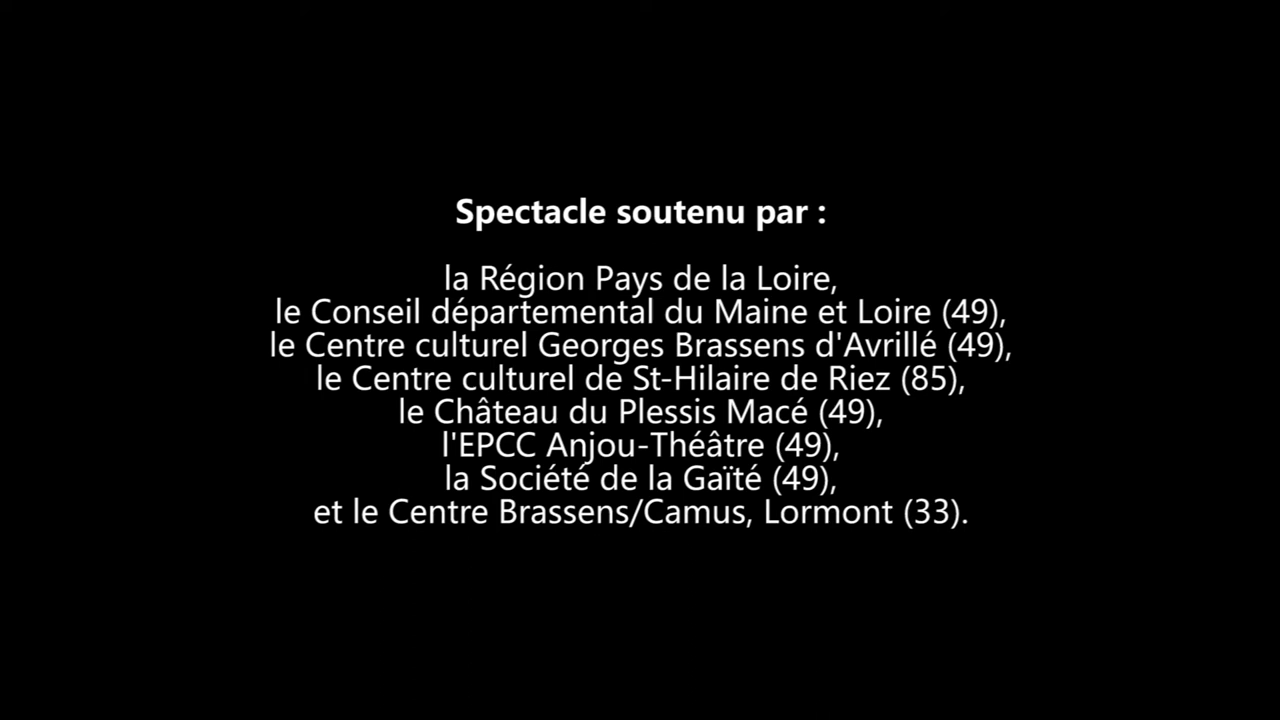 Spectacle soutenu par :
la Région Pays de la Loire,
le Conseil départemental du Maine et Loire (49),
le Centre culturel Georges Brassens d'Avrillé (49),
le Centre culturel de St-Hilaire de Riez (85),
le Château du Plessis Macé (49),
l'EPCC Anjou-Théâtre (49),
la Société de la Gaïté (49),
et le Centre Brassens/Camus, Lormont (33).